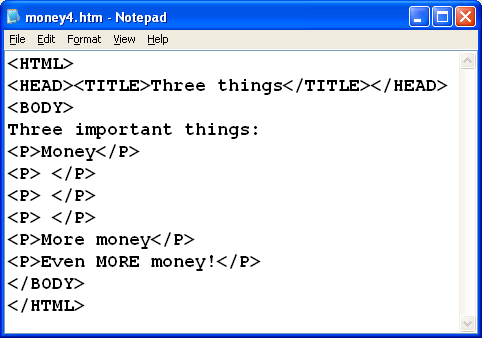 money4.htm - Notepad
File Edit Format View Help
<HTML>
<HEAD><TITLE>Three things</TITLE></HEAD>
<BODY>
Three important things:
<P>Money</P>
<P> </P>
<P> </P>
<P> </P>
<P>More money</P>
<P>Even MORE money!</P>
</BODY>
</HTML>